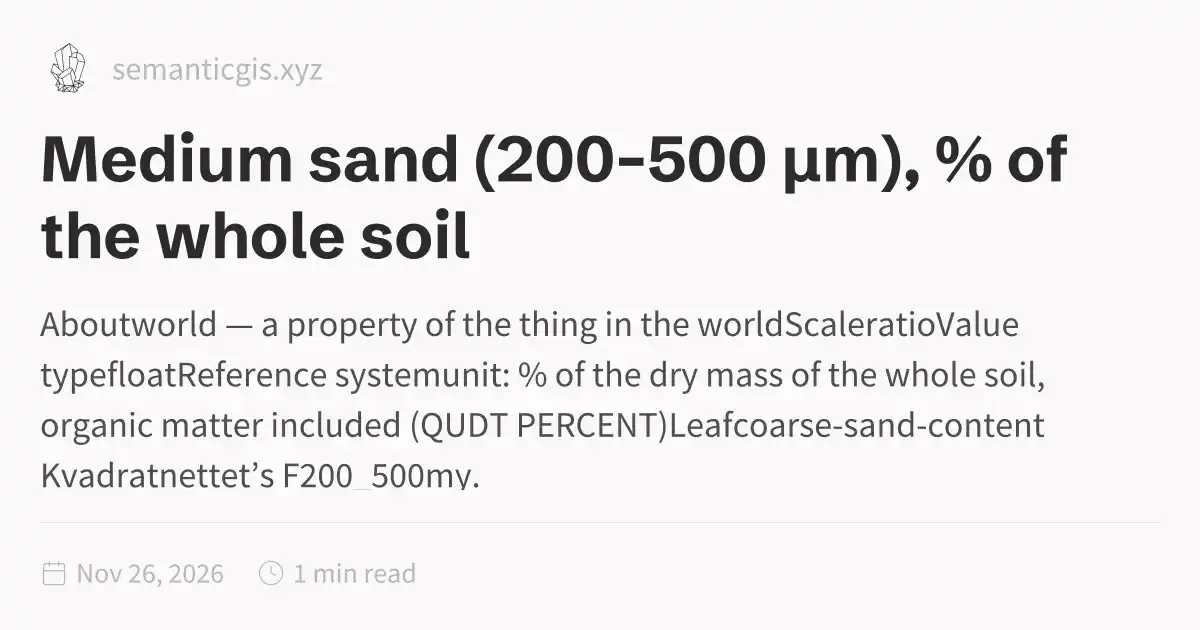 semanticgis.xyz
Medium sand (200–500 µm), % of
the whole soil
Aboutworld — a property of the thing in the worldScaleratioValue
typefloatReference systemunit: % of the dry mass of the whole soil,
organic matter included (QUDT PERCENT)Leafcoarse-sand-content
Kvadratnettet’s F200_500my.
Nov 26, 2026
1 min read